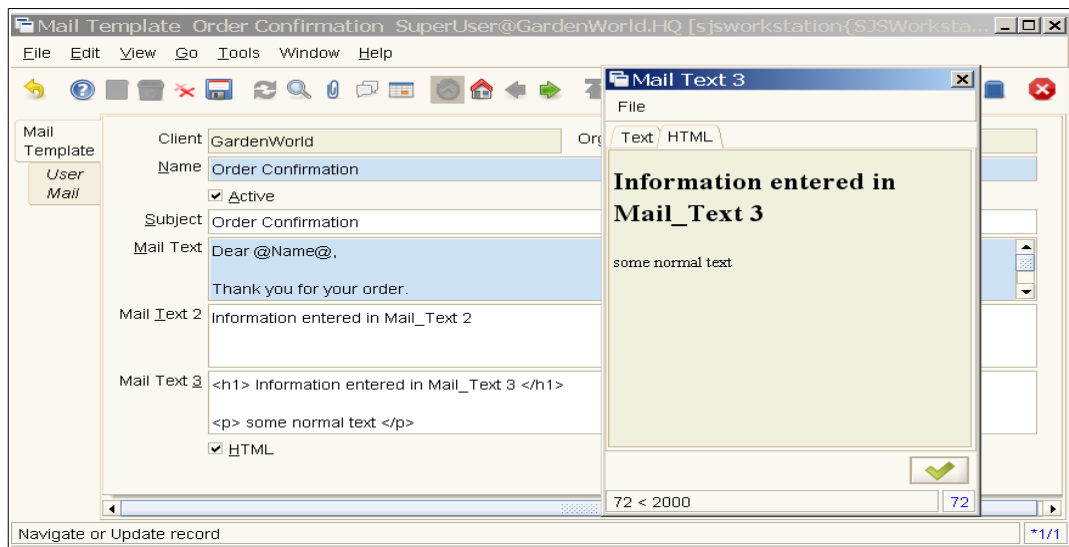 Mail Template Order Confirmation SuperUser@GardenWorld.HQ [sjsworkstation{SJSWorksta...
File Edit View Go Tools Window Help
Mail Template
User Mail
Client GardenWorld
Org
Name Order Confirmation
Active
Subject Order Confirmation
Mail Text Dear @Name@,
Thank you for your order.
Mail Text 2 Information entered in Mail_Text 2
Mail Text 3 <h1> Information entered in Mail_Text 3 </h1>
<p> some normal text </p>
HTML
Navigate or Update record
*1/1
Mail Text 3
File
Text HTML
Information entered in
Mail_Text 3
some normal text
72 < 2000
72